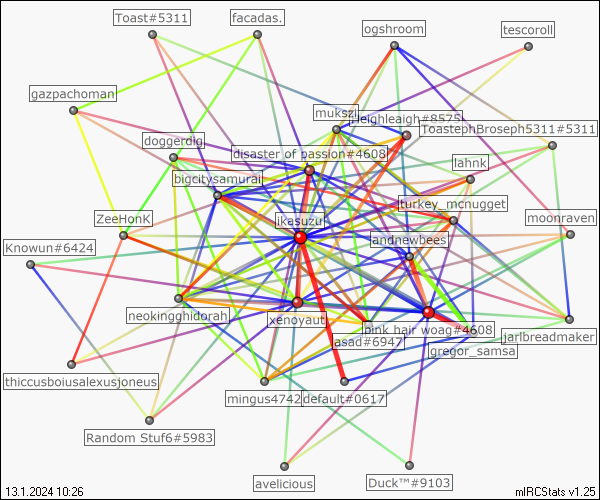 Toast#5311
facadas.
ogshroom
tescoroll
gazpachoman
mukszi
leighleaigh#8575
ToastephBroseph5311#5311
doggerdig
disaster of passion#4608
lahnk
bigcitysamurai
turkey_mcnugget
ZeeHonK
ikasuzu
moonraven
andnewbees
Knowun#6424
neokingghidorah
xenoyaut
pink hair woag#4608
asad#6947
jarlbreadmaker
gregor_samsa
thiccusboiusalexusjoneus
mingus4742
default#0617
Random Stuf6#5983
avelicious
Duck™#9103
13.1.2024 10:26
mIRCStats v1.25